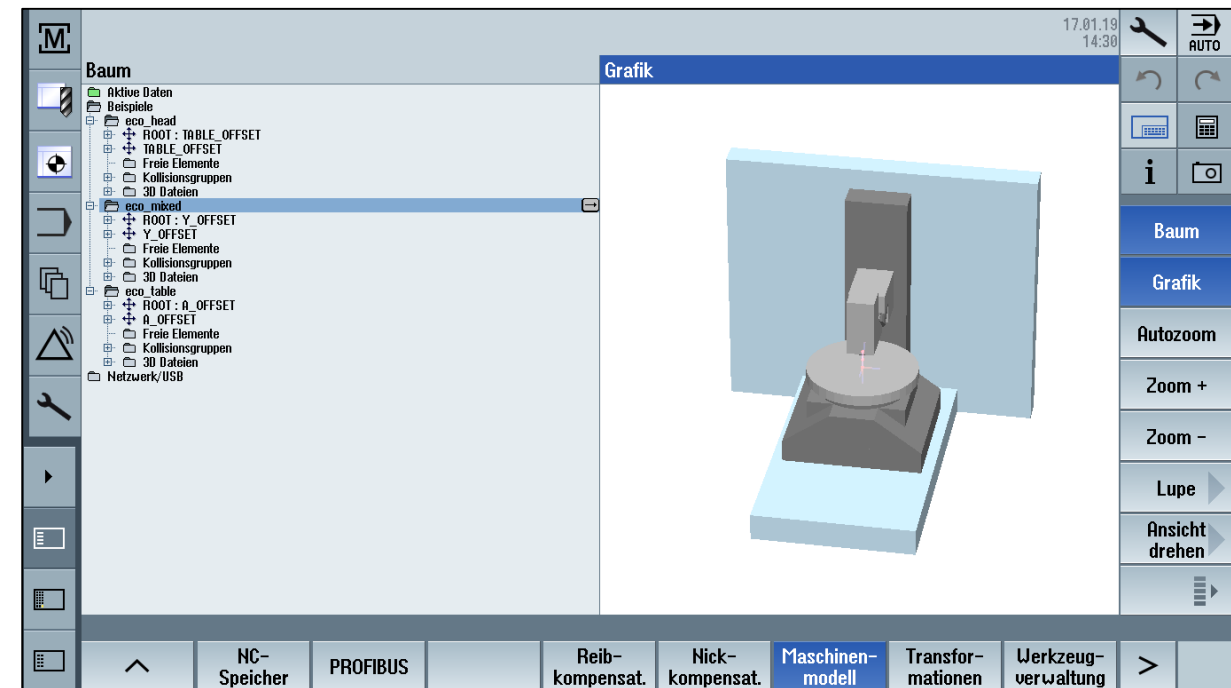 M
17.01.19
14:30
AUTO
Baum
Grafik
Aktive Daten
Beispiele
eco_head
ROOT : TABLE_OFFSET
TABLE_OFFSET
Freie Elemente
Kollisionsgruppen
3D Dateien
eco_mixed
ROOT : Y_OFFSET
Y_OFFSET
Freie Elemente
Kollisionsgruppen
3D Dateien
eco_table
ROOT : A_OFFSET
A_OFFSET
Freie Elemente
Kollisionsgruppen
3D Dateien
Netzwerk/USB
i
Baum
Grafik
Autozoom
Zoom +
Zoom -
Lupe
Ansicht
drehen
NC-
Speicher
PROFIBUS
Reib-
kompensat.
Nick-
kompensat.
Maschinen-
modell
Transfor-
mationen
Werkzeug-
verwaltung
>